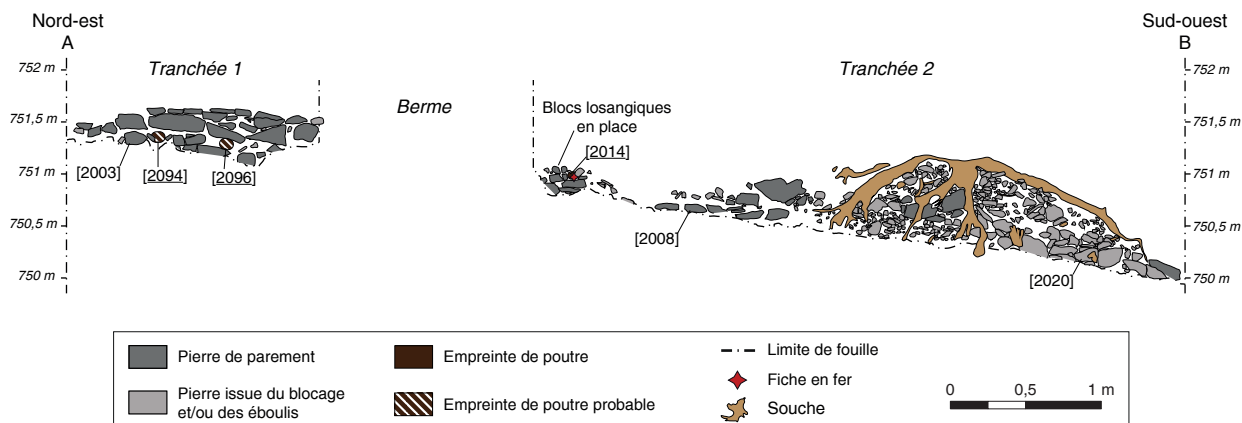 Nord-est
A
Sud-ouest
B
752 m
Tranchée 1
Tranchée 2
752 m
Berme
Blocs losangiques
en place
751,5 m
751,5 m
[2014]
[2003]
[2094]
[2096]
751 m
751 m
750,5 m
[2008]
750,5 m
750 m
[2020]
750 m
Pierre de parement
Pierre issue du blocage
et/ou des éboulis
Empreinte de poutre
Empreinte de poutre probable
Limite de fouille
Fiche en fer
Souche
0 0,5 1 m